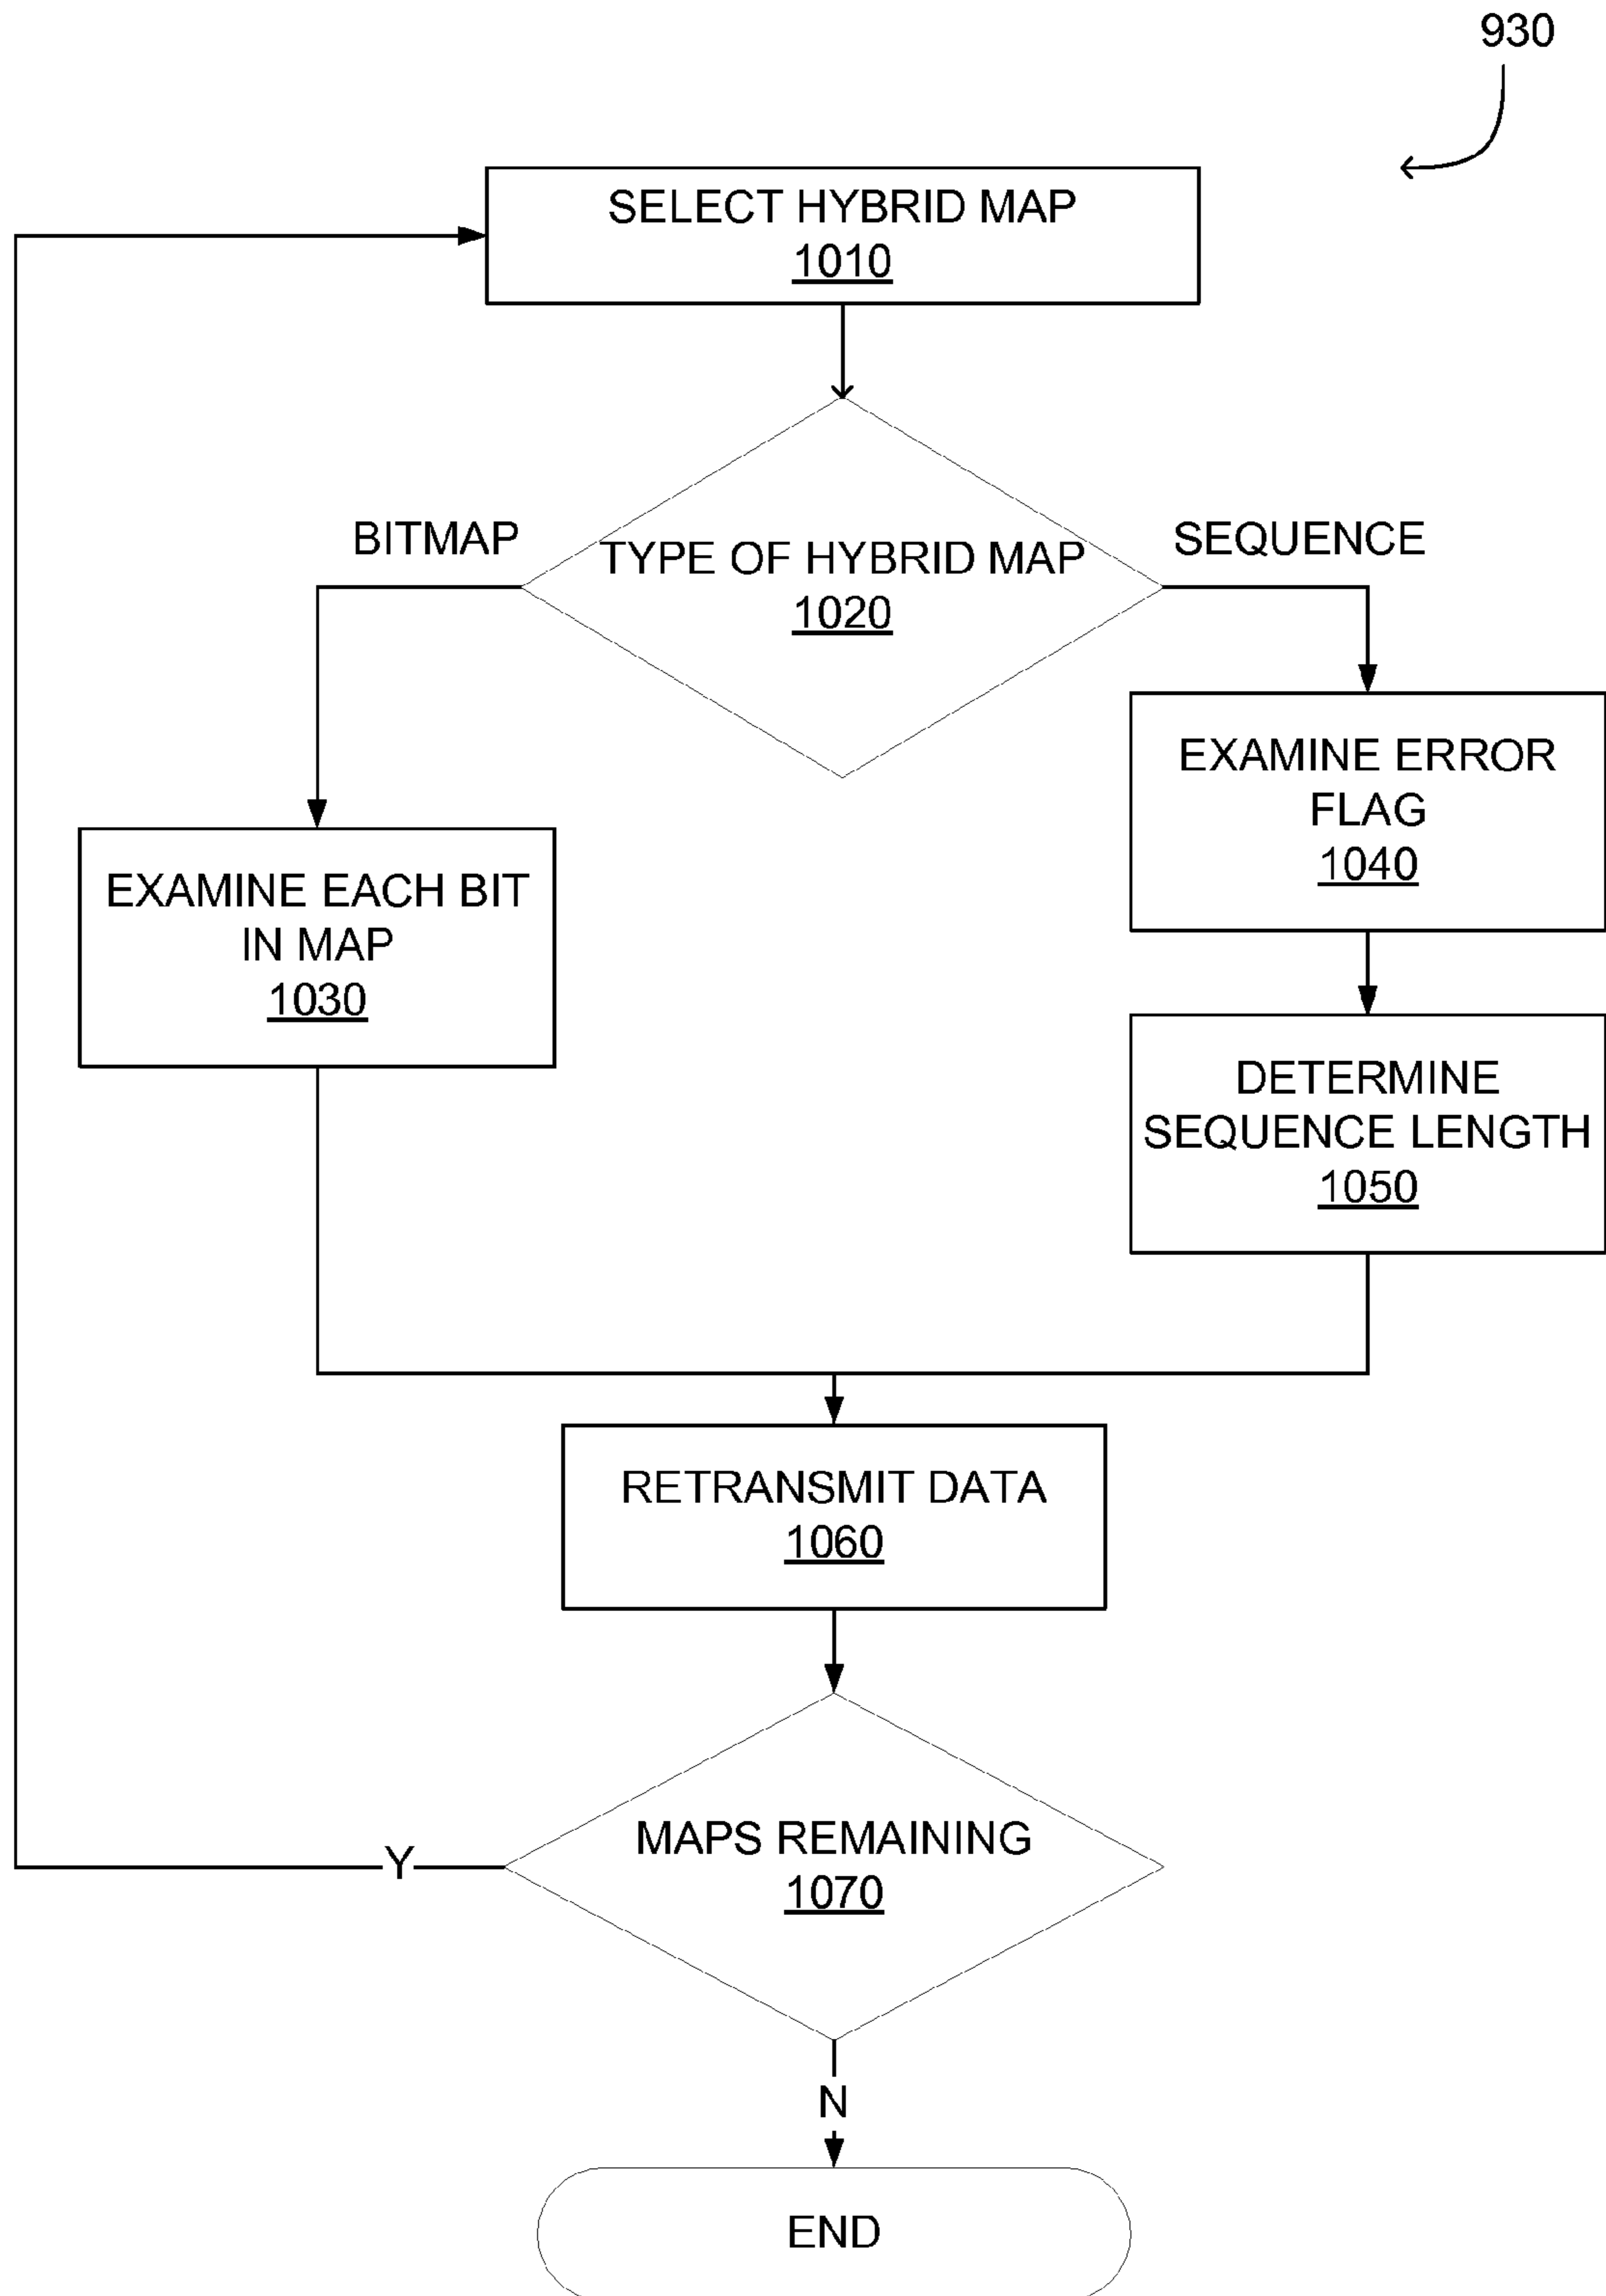 930
SELECT HYBRID MAP
1010
BITMAP
TYPE OF HYBRID MAP
1020
SEQUENCE
EXAMINE ERROR
FLAG
1040
EXAMINE EACH BIT
IN MAP
1030
DETERMINE
SEQUENCE LENGTH
1050
RETRANSMIT DATA
1060
MAPS REMAINING
1070
Y
N
END